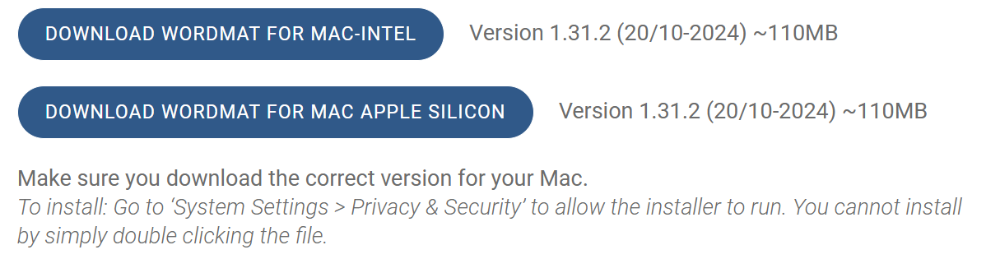 DOWNLOAD WORDMAT FOR MAC-INTEL Version 1.31.2 (20/10-2024) ~110MB
DOWNLOAD WORDMAT FOR MAC APPLE SILICON Version 1.31.2 (20/10-2024) ~110MB
Make sure you download the correct version for your Mac.
To install: Go to ‘System Settings > Privacy & Security’ to allow the installer to run. You cannot install
by simply double clicking the file.